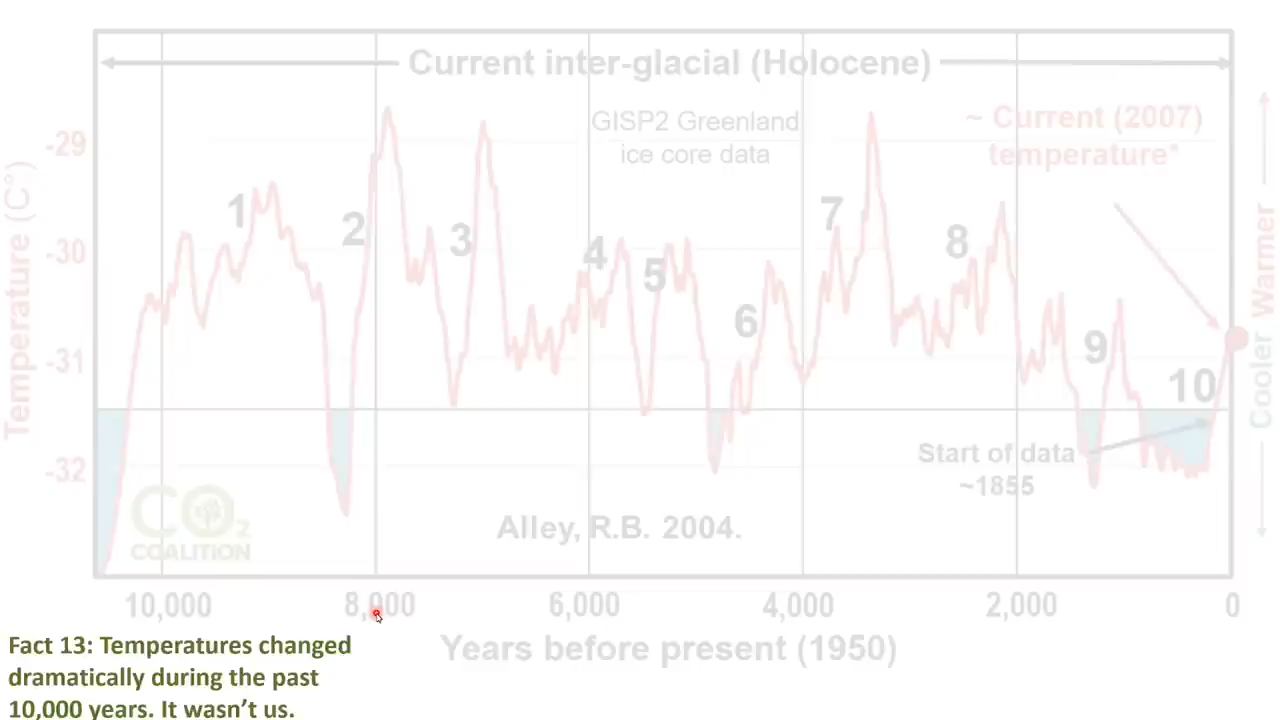 Current inter-glacial (Holocene)
GISP2 Greenland
ice core data
~ Current (2007)
temperature*
Temperature (C°)
-29
-30
-31
-32
1
2
3
4
5
6
7
8
9
10
Cooler Warmer
Start of data
~1855
CO2
COALITION
Alley, R.B. 2004.
10,000
8,000
6,000
4,000
2,000
0
Years before present (1950)
Fact 13: Temperatures changed
dramatically during the past
10,000 years. It wasn't us.